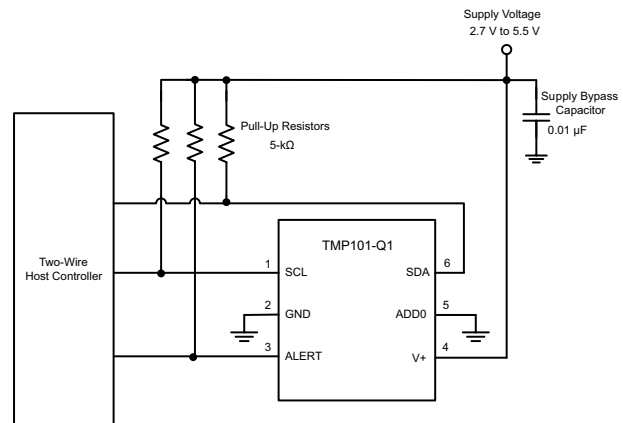 Supply Voltage
2.7 V to 5.5 V
Supply Bypass
Capacitor
0.01 µF
Pull-Up Resistors
5-kΩ
Two-Wire
Host Controller
TMP101-Q1
1
SCL
SDA
6
2
GND
ADD0
5
3
ALERT
V+
4